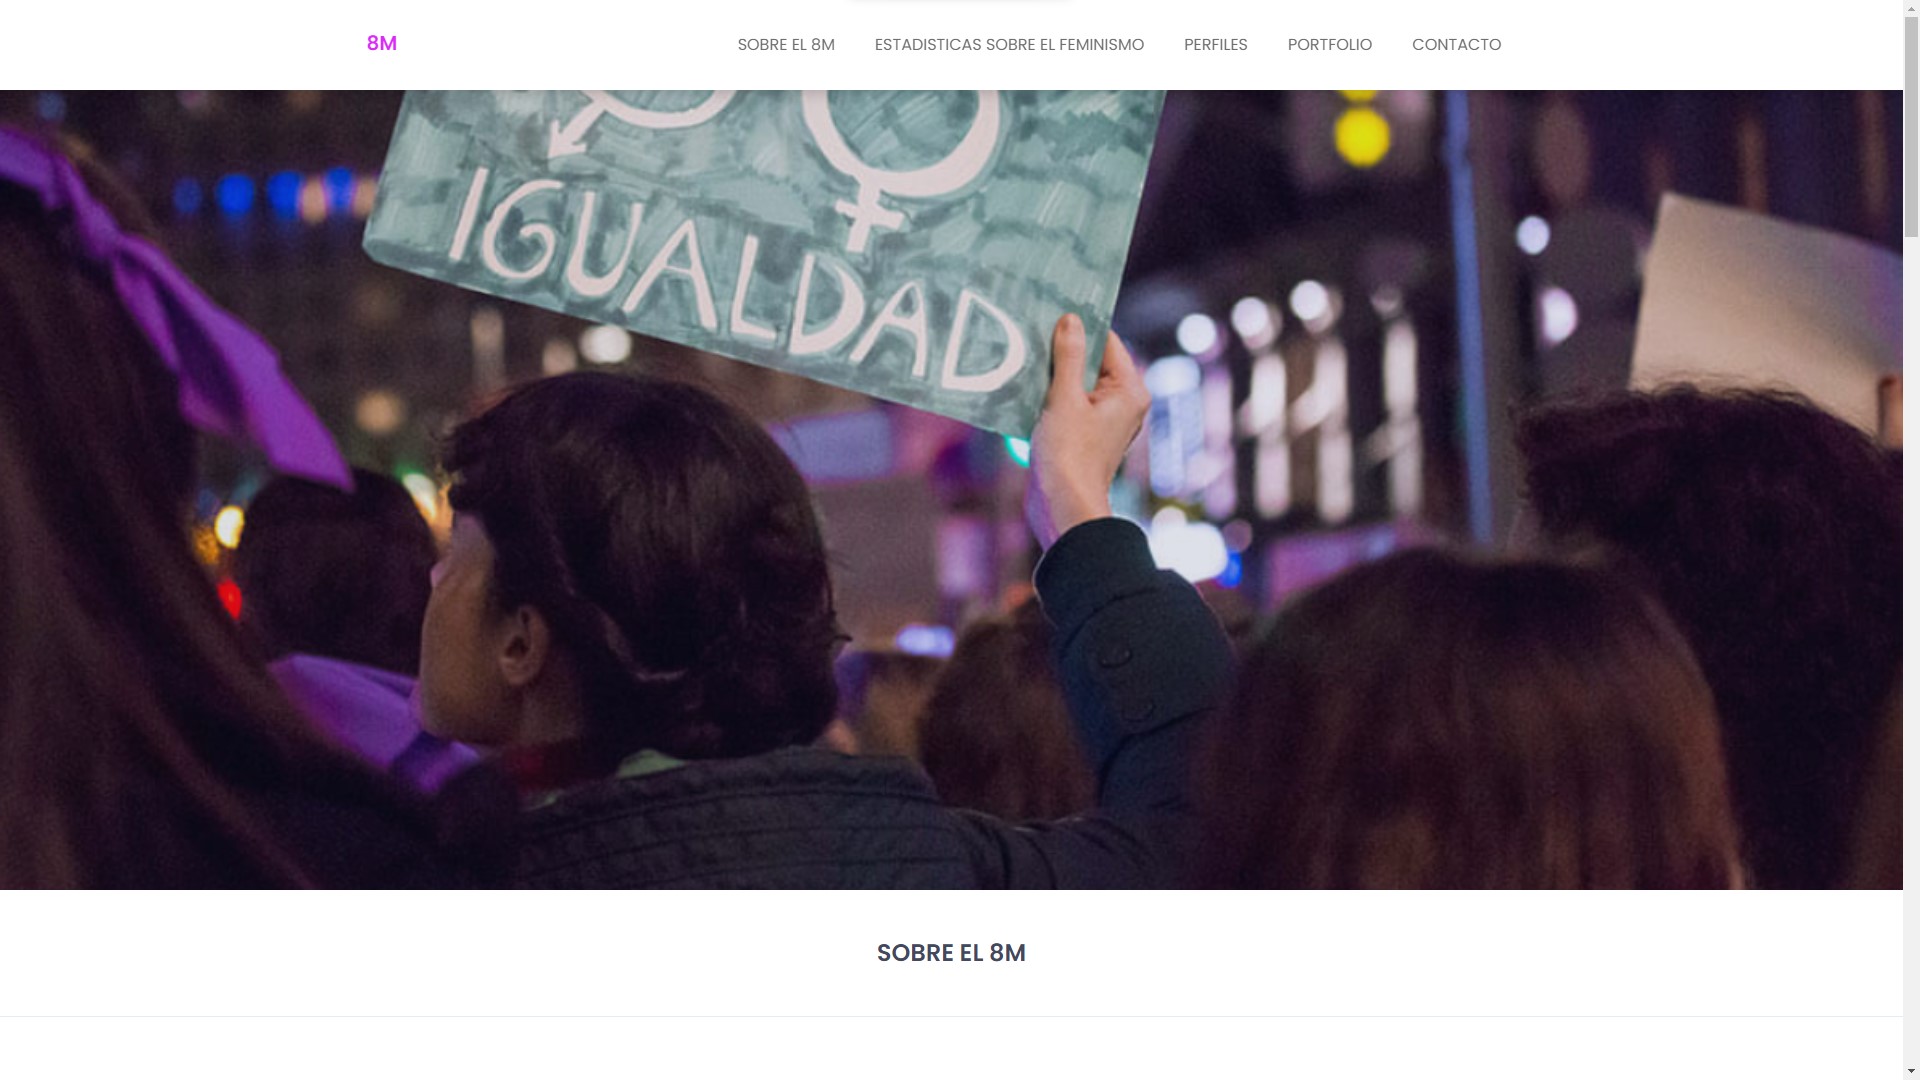 8M
SOBRE EL 8M
ESTADISTICAS SOBRE EL FEMINISMO
PERFILES
PORTFOLIO
CONTACTO
IGUALDAD
SOBRE EL 8M